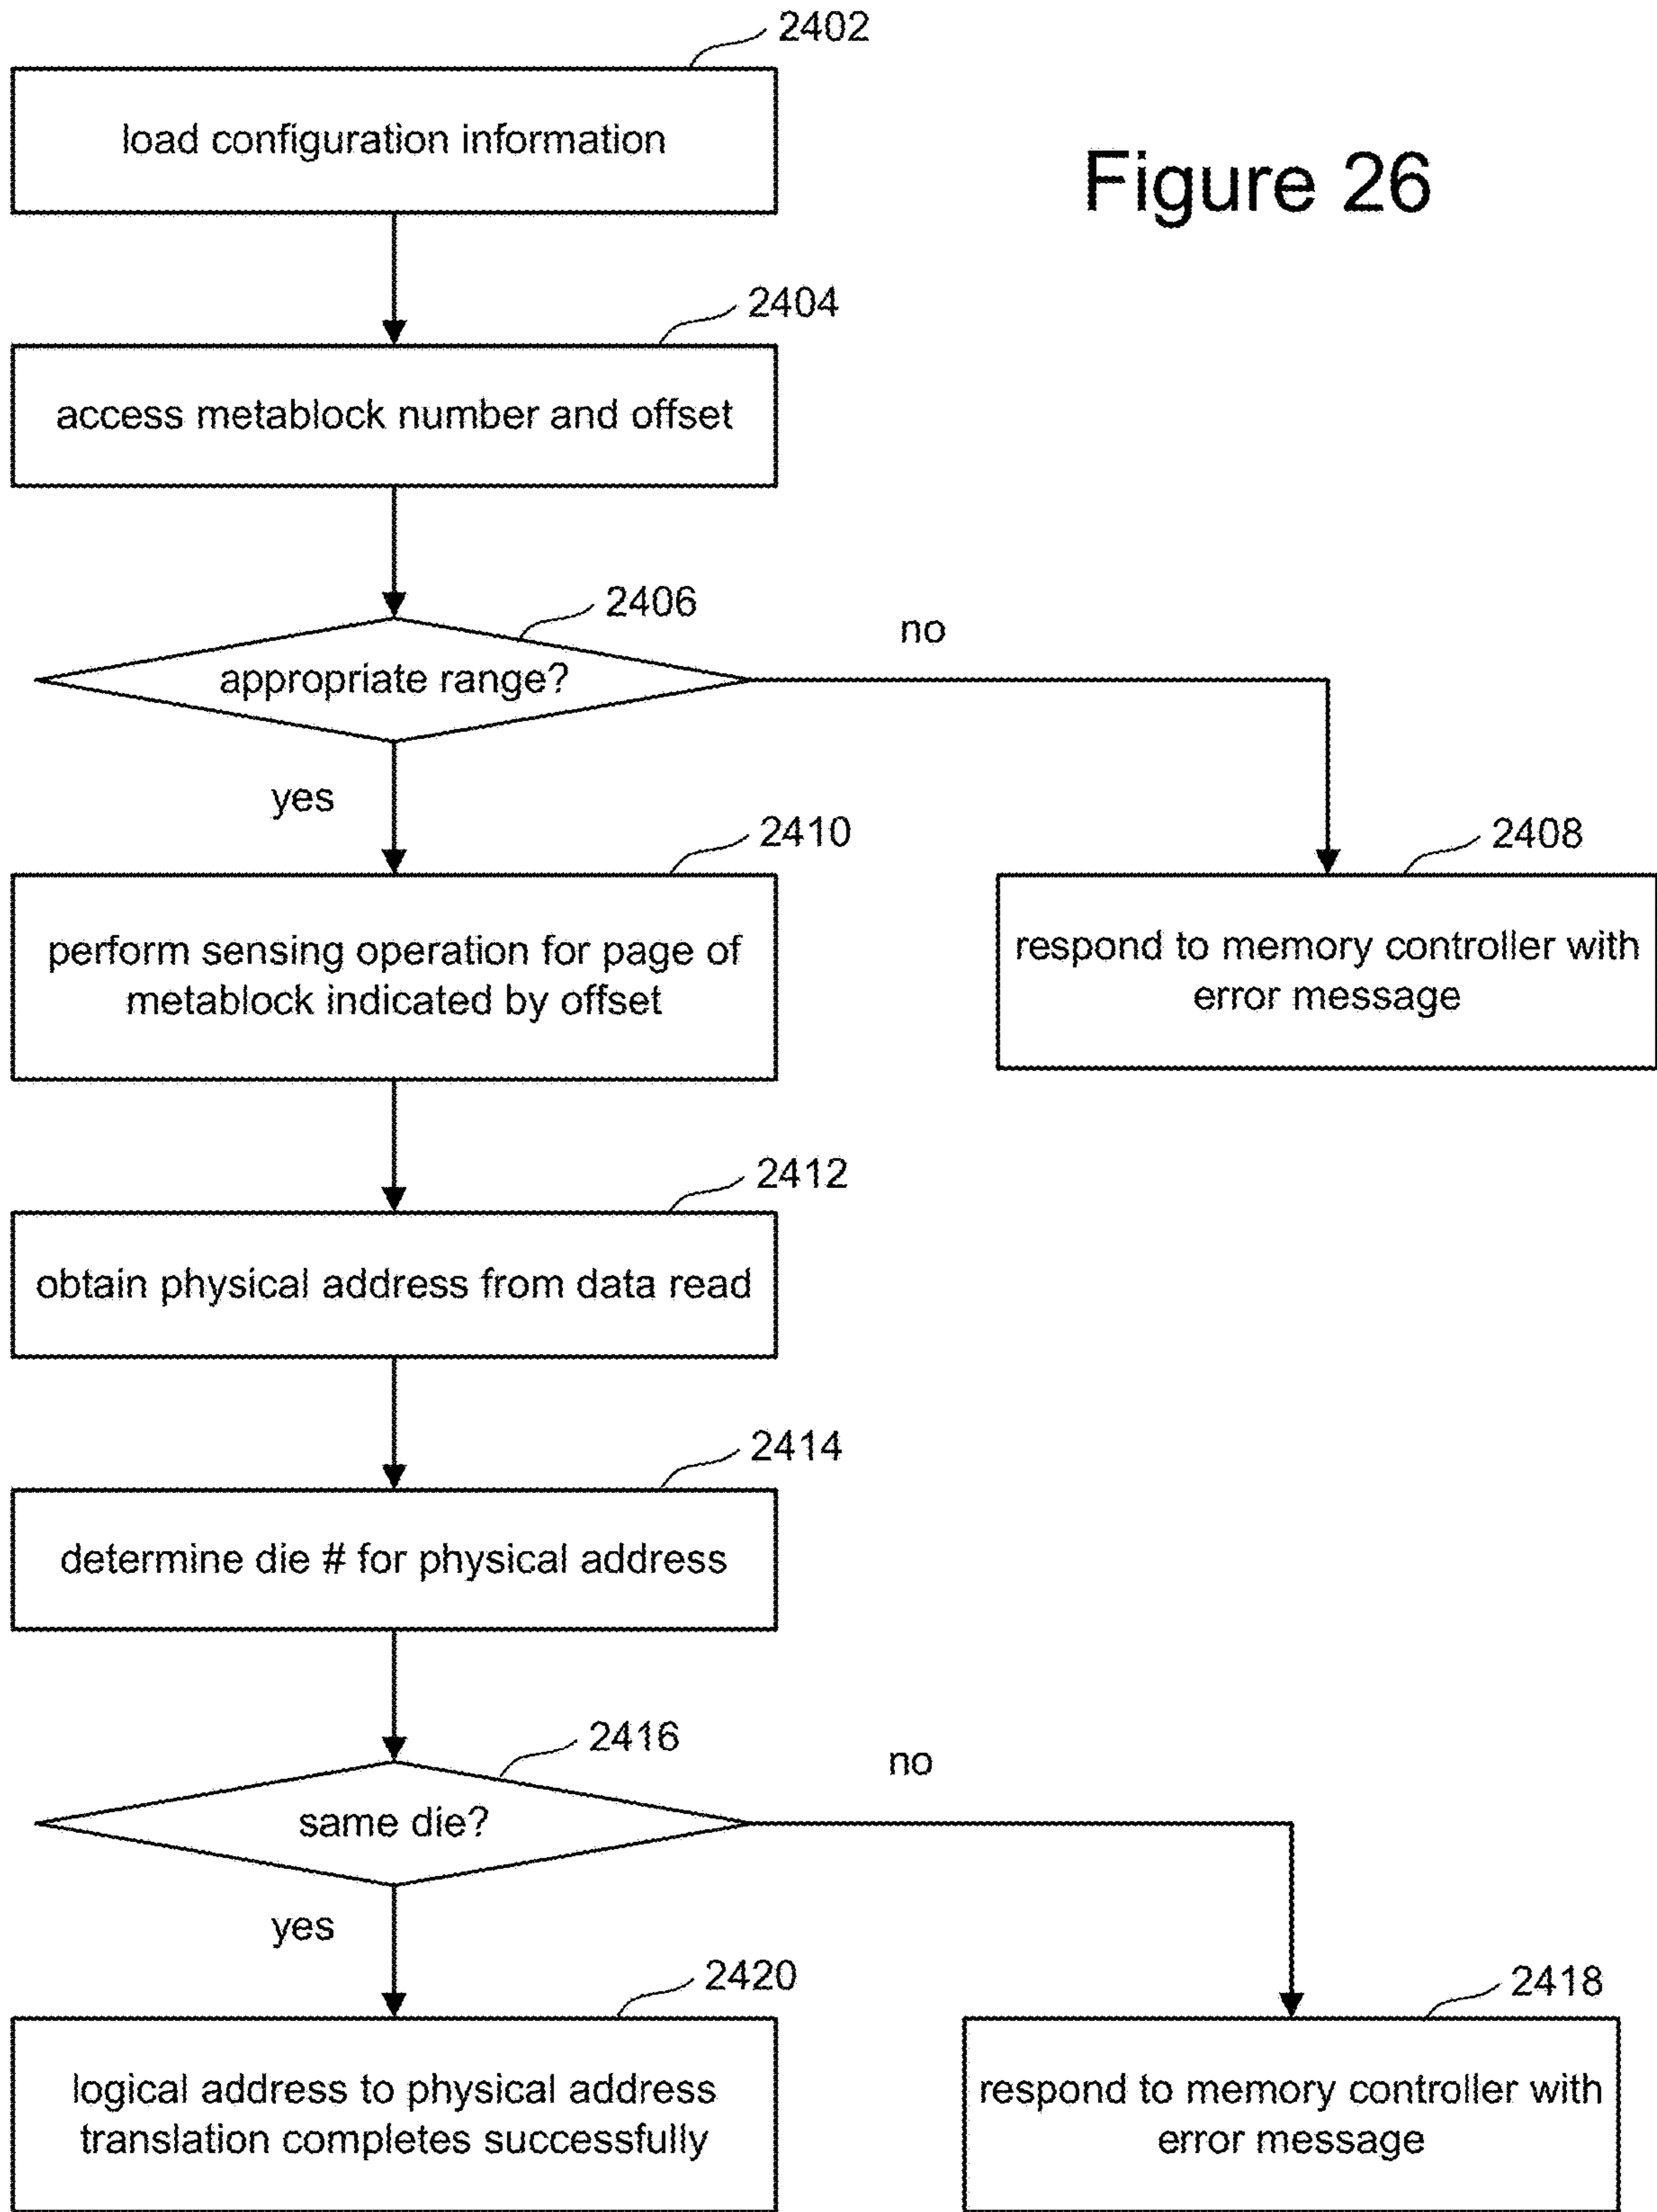 2402
load configuration information
Figure 26
2404
access metablock number and offset
2406
appropriate range?
no
yes
2410
perform sensing operation for page of
metablock indicated by offset
2408
respond to memory controller with
error message
2412
obtain physical address from data read
2414
determine die # for physical address
2416
same die?
no
yes
2420
logical address to physical address
translation completes successfully
2418
respond to memory controller with
error message